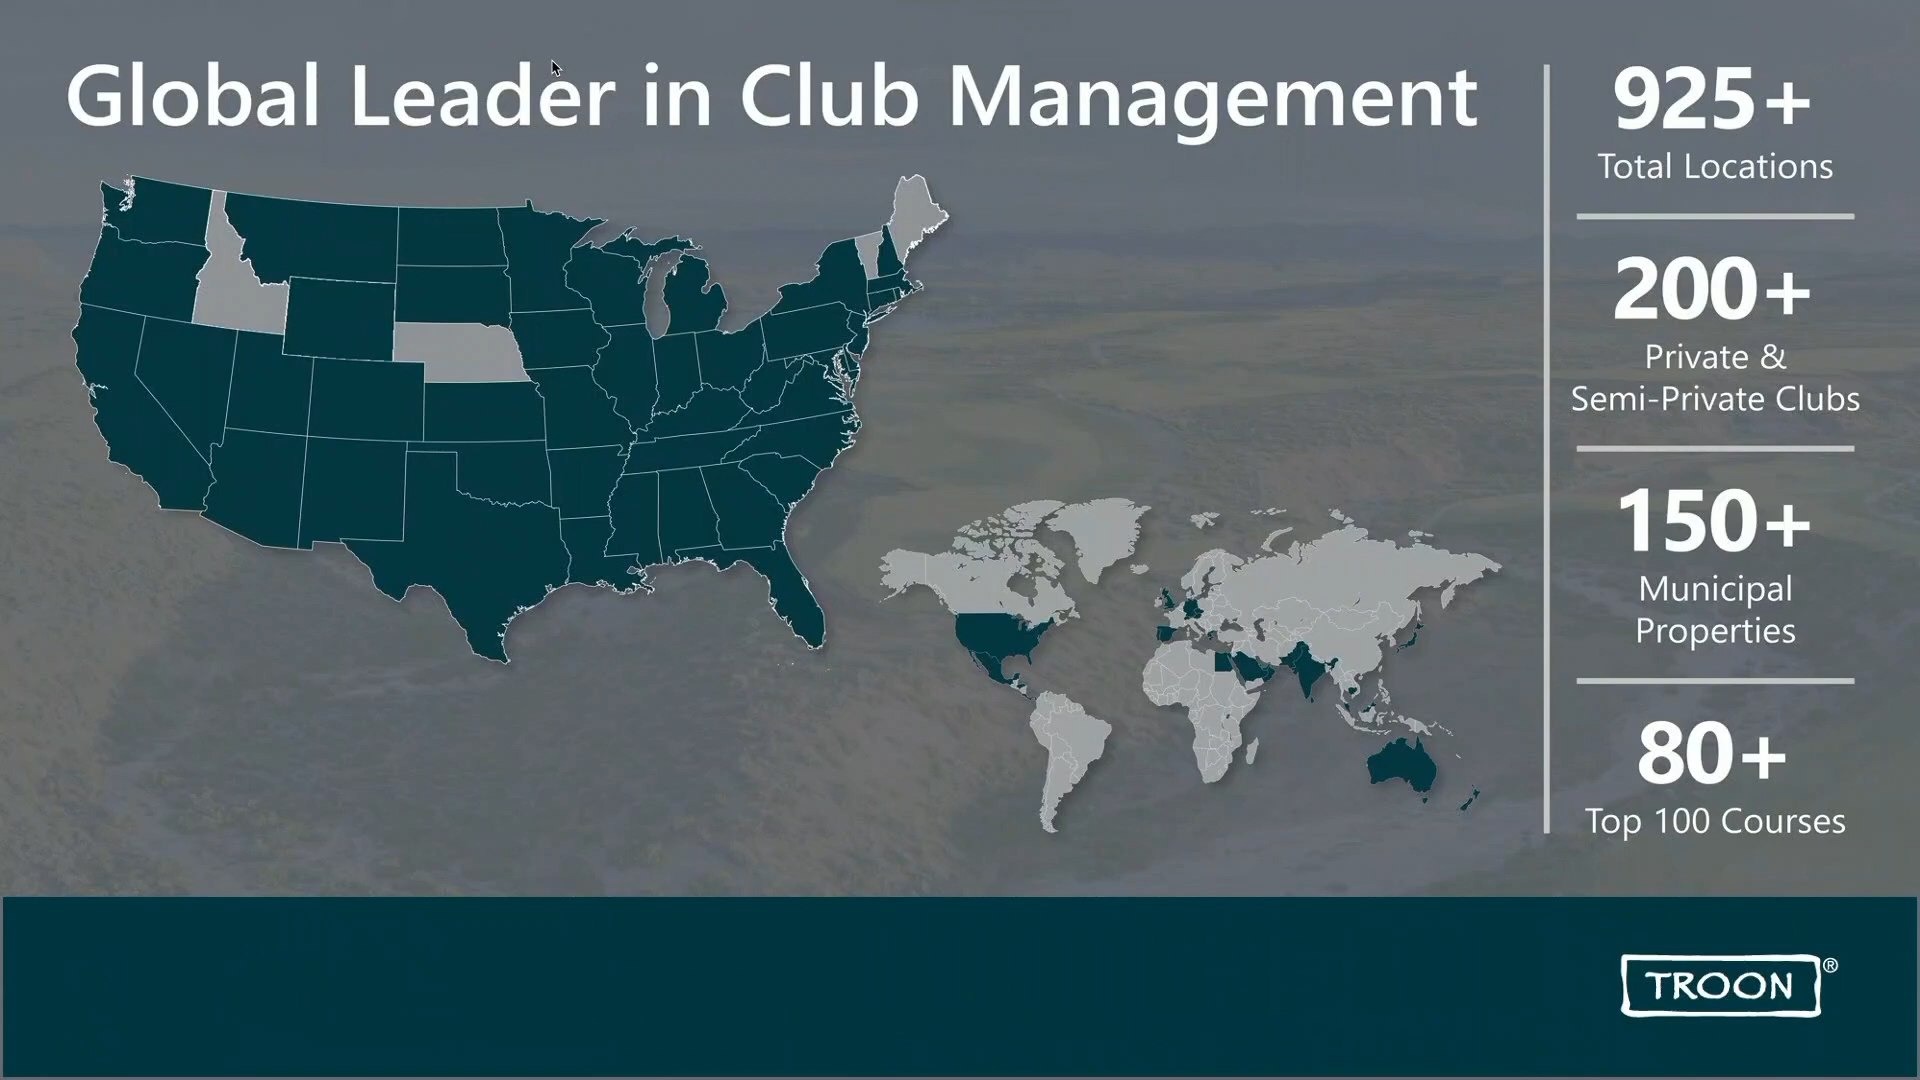 Global Leader in Club Management
925+
Total Locations
200+
Private &
Semi-Private Clubs
150+
Municipal
Properties
80+
Top 100 Courses
TROON®